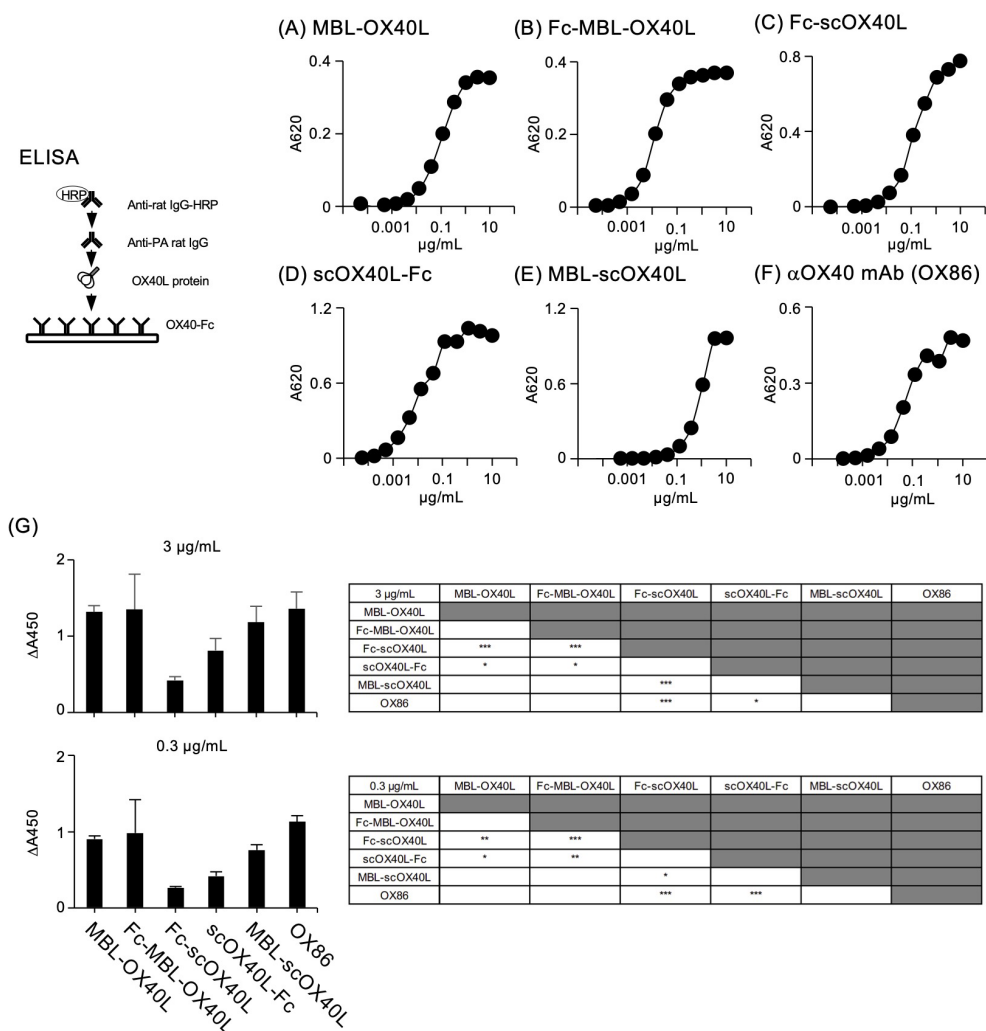 (A) MBL-OX40L
(B) Fc-MBL-OX40L
(C) Fc-scOX40L
0.4
0.2
0
A620
0.001 0.1 10
µg/mL
0.4
0.2
0
A620
0.001 0.1 10
µg/mL
0.8
0.4
0
A620
0.001 0.1 10
µg/mL
ELISA
HRP
Anti-rat IgG-HRP
Anti-PA rat IgG
OX40L protein
OX40-Fc
(D) scOX40L-Fc
(E) MBL-scOX40L
(F) αOX40 mAb (OX86)
1.2
0.6
0
A620
0.001 0.1 10
µg/mL
1.2
0.6
0
A620
0.001 0.1 10
µg/mL
0.6
0.3
0
A620
0.001 0.1 10
µg/mL
(G)
3 µg/mL
2
1
0
ΔA450
3 µg/mL MBL-OX40L Fc-MBL-OX40L Fc-scOX40L scOX40L-Fc MBL-scOX40L OX86
MBL-OX40L
Fc-MBL-OX40L
Fc-scOX40L *** ***
scOX40L-Fc * *
MBL-scOX40L ***
OX86 *** *
0.3 µg/mL
2
1
0
ΔA450
MBL-OX40L
Fc-MBL-OX40L
Fc-scOX40L
scOX40L-Fc
MBL-scOX40L
OX86
0.3 µg/mL MBL-OX40L Fc-MBL-OX40L Fc-scOX40L scOX40L-Fc MBL-scOX40L OX86
MBL-OX40L
Fc-MBL-OX40L
Fc-scOX40L ** ***
scOX40L-Fc * **
MBL-scOX40L *
OX86 *** ***